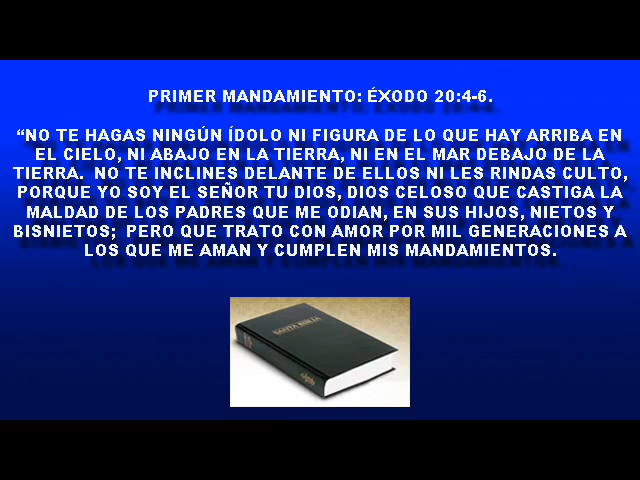 PRIMER MANDAMIENTO: ÉXODO 20:4-6.
“NO TE HAGAS NINGÚN ÍDOLO NI FIGURA DE LO QUE HAY ARRIBA EN
EL CIELO, NI ABAJO EN LA TIERRA, NI EN EL MAR DEBAJO DE LA
TIERRA.  NO TE INCLINES DELANTE DE ELLOS NI LES RINDAS CULTO,
PORQUE YO SOY EL SEÑOR TU DIOS, DIOS CELOSO QUE CASTIGA LA
MALDAD DE LOS PADRES QUE ME ODIAN, EN SUS HIJOS, NIETOS Y
BISNIETOS;  PERO QUE TRATO CON AMOR POR MIL GENERACIONES A
LOS QUE ME AMAN Y CUMPLEN MIS MANDAMIENTOS.
SANTA BIBLIA